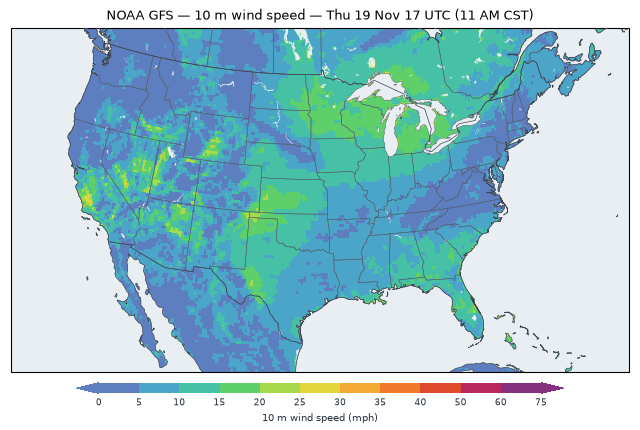 NOAA GFS — 10 m wind speed — Thu 19 Nov 17 UTC (11 AM CST)
0 5 10 15 20 25 30 35 40 50 60 75
10 m wind speed (mph)